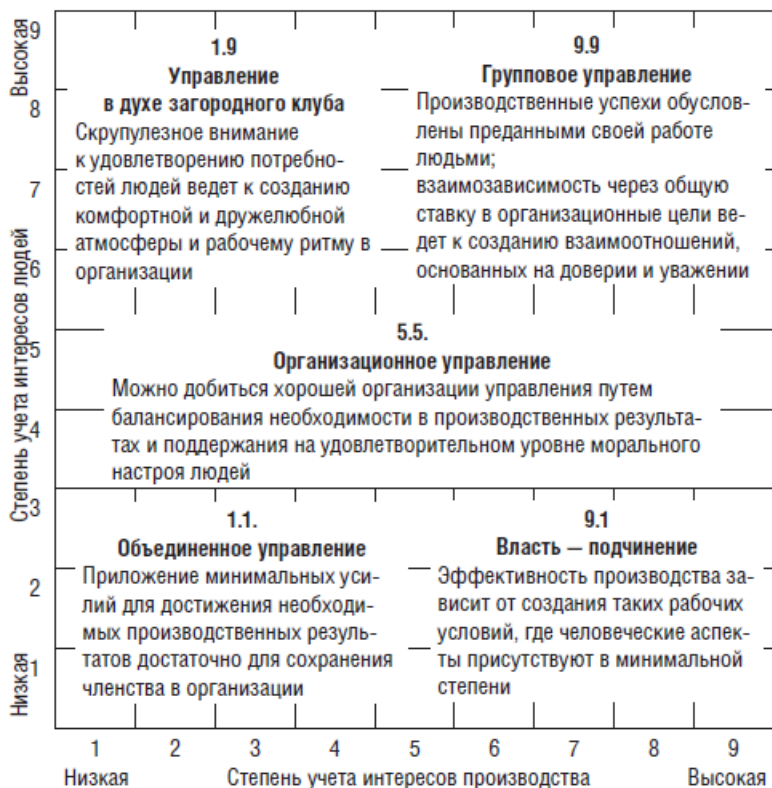 Высокая
9
8
7
6
5
4
3
2
1
Низкая
Степень учета интересов людей
1.9
Управление
в духе загородного клуба
Скрупулезное внимание
к удовлетворению потребно-
стей людей ведет к созданию
комфортной и дружелюбной
атмосферы и рабочему ритму в
организации
9.9
Групповое управление
Производственные успехи обуслов-
лены преданными своей работе
людьми;
взаимозависимость через общую
ставку в организационные цели ве-
дет к созданию взаимоотношений,
основанных на доверии и уважении
5.5.
Организационное управление
Можно добиться хорошей организации управления путем
балансирования необходимости в производственных результа-
тах и поддержания на удовлетворительном уровне морального
настроя людей
1.1.
Объединенное управление
Приложение минимальных уси-
лий для достижения необходи-
мых производственных резуль-
татов достаточно для сохранения
членства в организации
9.1
Власть — подчинение
Эффективность производства за-
висит от создания таких рабочих
условий, где человеческие аспек-
ты присутствуют в минимальной
степени
1 2 3 4 5 6 7 8 9
Низкая Степень учета интересов производства Высокая